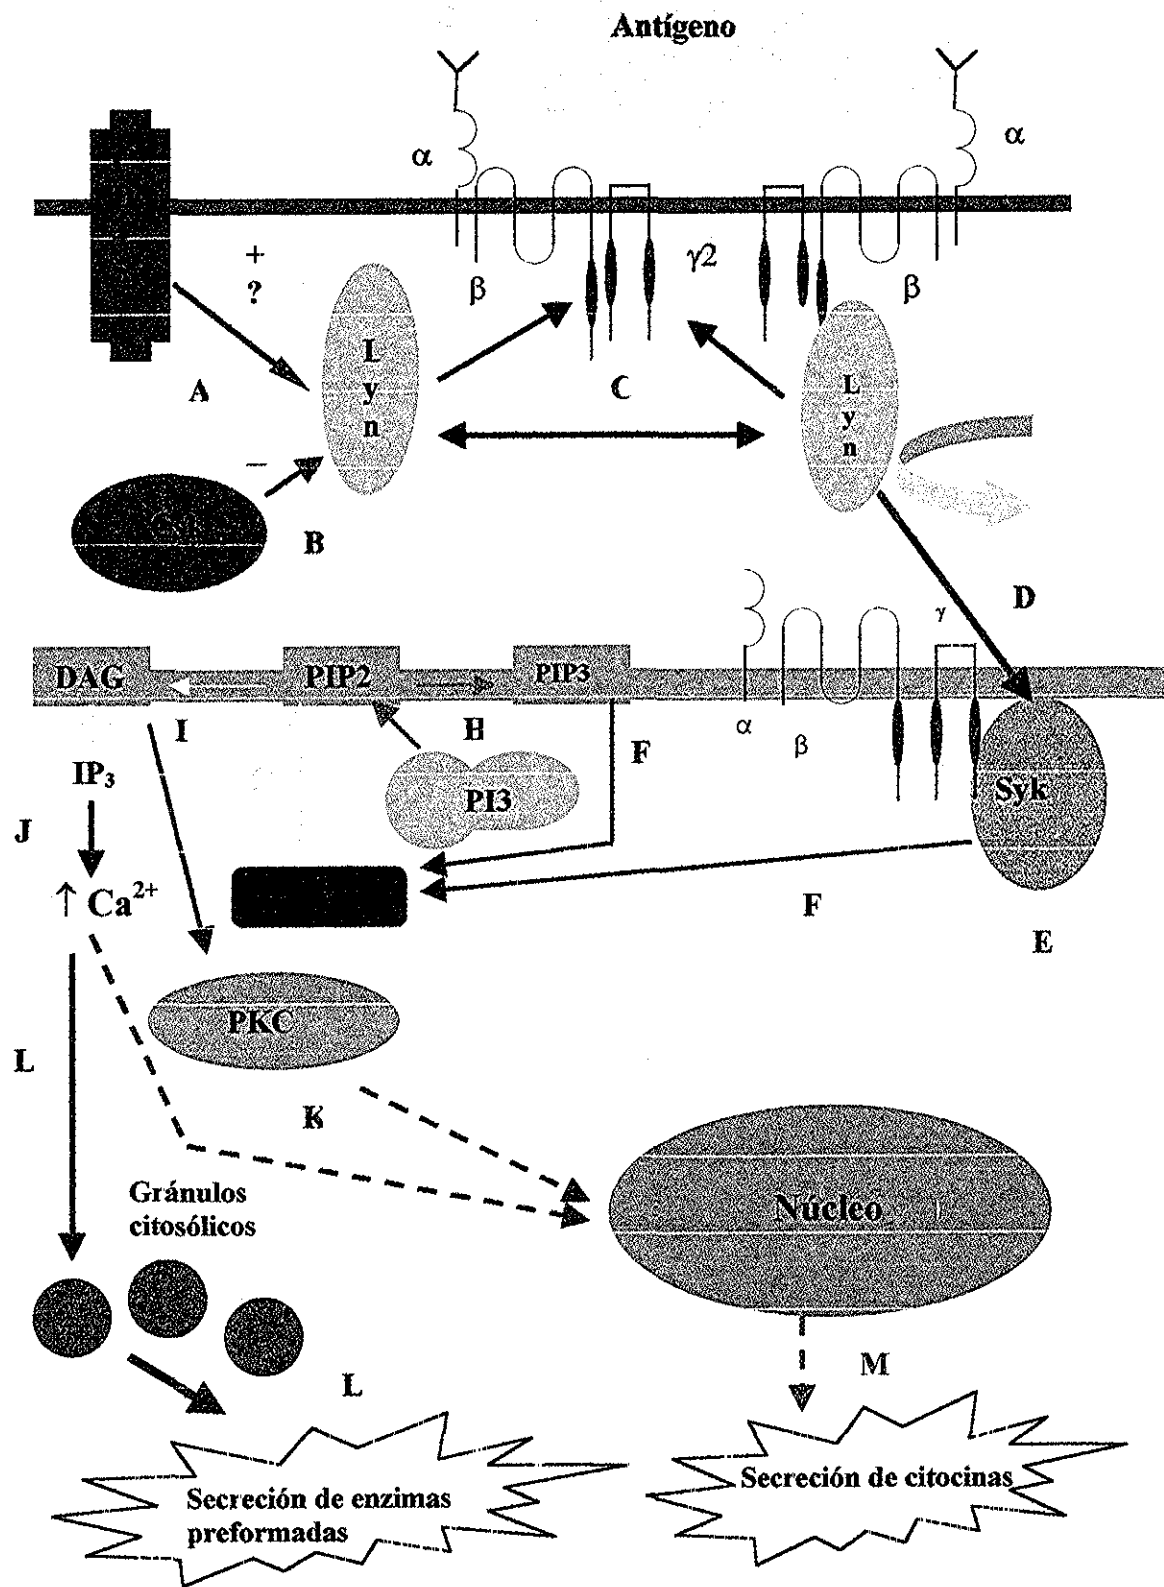 Antígeno
α
α
β
γ2
β
+
?
A
L
y
n
C
L
y
n
–
B
D
γ
DAG
PIP2
PIP3
α
β
I
H
F
IP₃
PI3
Syk
J
↑ Ca²⁺
F
E
PKC
L
K
Gránulos
citosólicos
Núcleo
L
M
Secreción de enzimas
preformadas
Secreción de citocinas